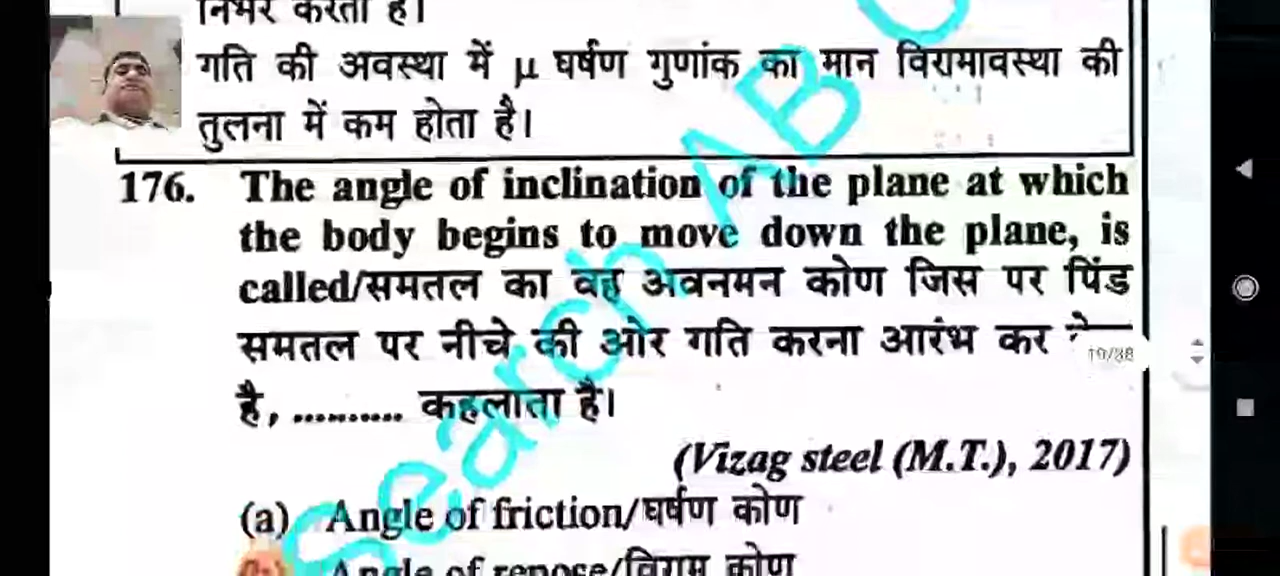 निर्भर करता है।
गति की अवस्था में μ घर्षण गुणांक का मान विरामावस्था की
तुलना में कम होता है।
176. The angle of inclination of the plane at which
the body begins to move down the plane, is
called/समतल का वह अवनमन कोण जिस पर पिंड
समतल पर नीचे की ओर गति करना आरंभ कर
19/38
है, .......... कहलाता है।
(Vizag steel (M.T.), 2017)
(a) Angle of friction/घर्षण कोण
Angle of repose/विराम कोण
Search ABC